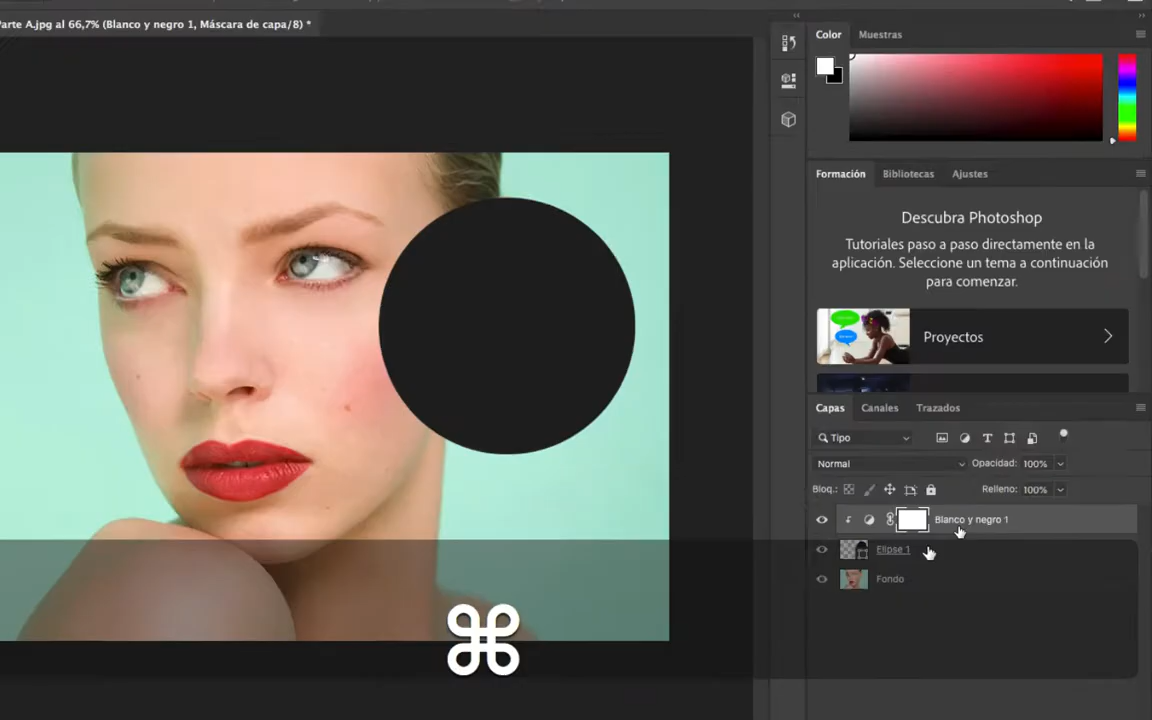 Parte A.jpg al 66,7% (Blanco y negro 1, Máscara de capa/8) *
Color
Muestras
Formación
Bibliotecas
Ajustes
Descubra Photoshop
Tutoriales paso a paso directamente en la
aplicación. Seleccione un tema a continuación
para comenzar.
Proyectos
Capas
Canales
Trazados
Tipo
Normal
Opacidad: 100%
Bloq.:
Relleno: 100%
Blanco y negro 1
Elipse 1
Fondo